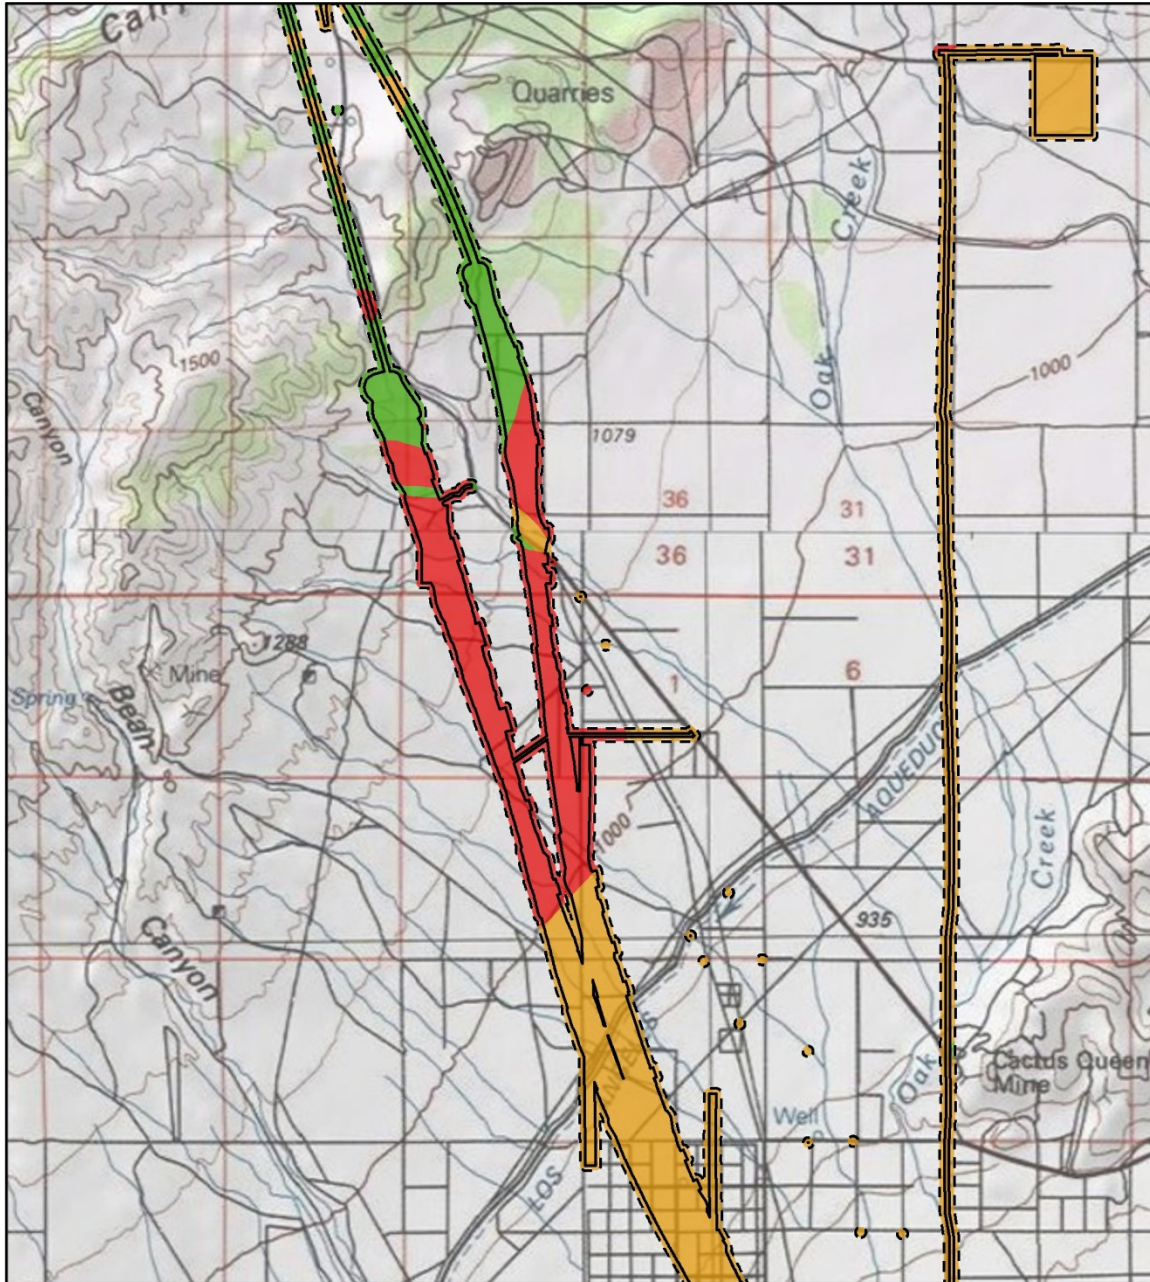 Quarries
Creek
1500
1000
Oak
Canyon
1079
36
31
36
31
1288
Mine
6
1
Spring
Bean
AQUEDUC
1000
Creek
935
Canyon
Cactus Queen
Mine
Oak
Well
LOS